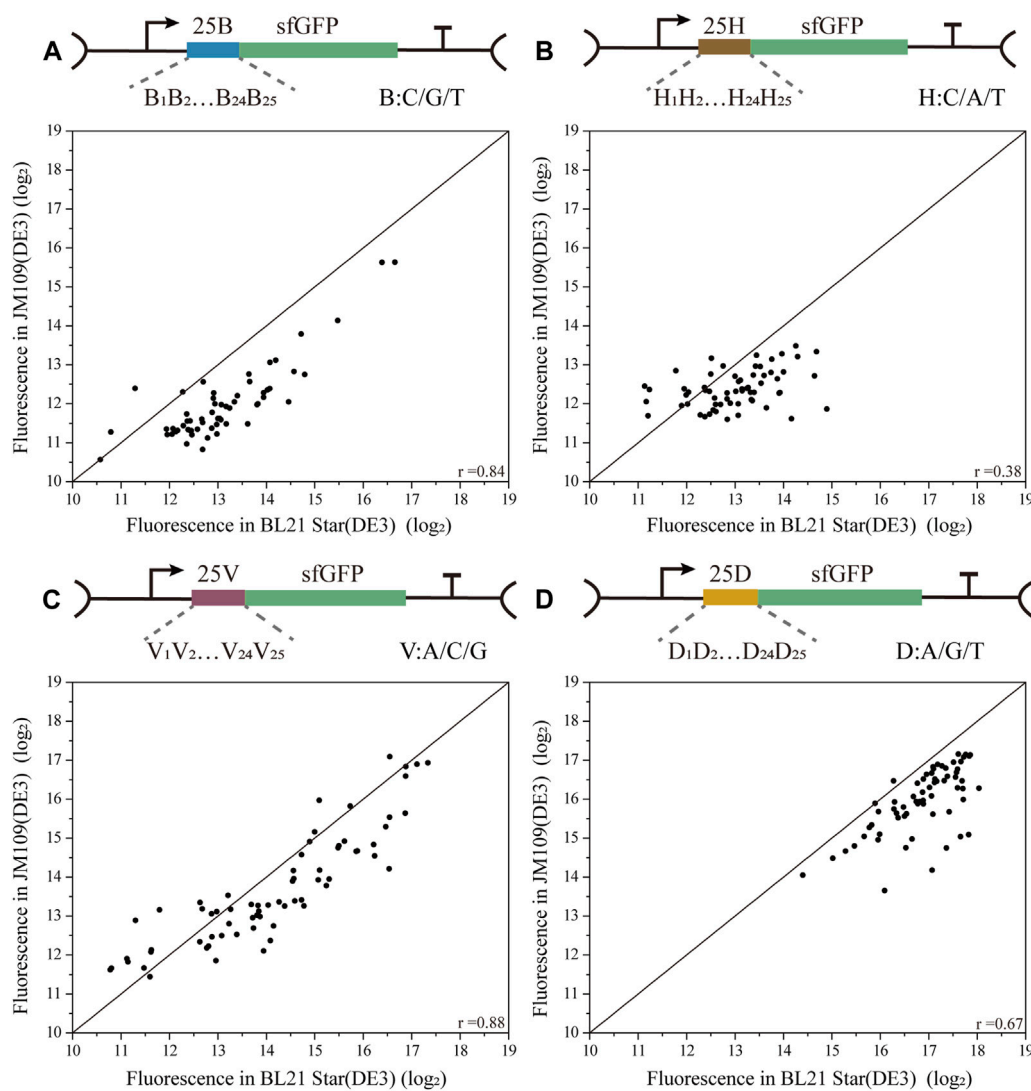 A
25B sfGFP
B₁B₂...B₂₄B₂₅ B:C/G/T
19
18
17
16
15
14
13
12
11
10
Fluorescence in JM109(DE3) (log₂)
r =0.84
10 11 12 13 14 15 16 17 18 19
Fluorescence in BL21 Star(DE3) (log₂)
B
25H sfGFP
H₁H₂...H₂₄H₂₅ H:C/A/T
19
18
17
16
15
14
13
12
11
10
Fluorescence in JM109(DE3) (log₂)
r =0.38
10 11 12 13 14 15 16 17 18 19
Fluorescence in BL21 Star(DE3) (log₂)
C
25V sfGFP
V₁V₂...V₂₄V₂₅ V:A/C/G
19
18
17
16
15
14
13
12
11
10
Fluorescence in JM109(DE3) (log₂)
r =0.88
10 11 12 13 14 15 16 17 18 19
Fluorescence in BL21 Star(DE3) (log₂)
D
25D sfGFP
D₁D₂...D₂₄D₂₅ D:A/G/T
19
18
17
16
15
14
13
12
11
10
Fluorescence in JM109(DE3) (log₂)
r =0.67
10 11 12 13 14 15 16 17 18 19
Fluorescence in BL21 Star(DE3) (log₂)